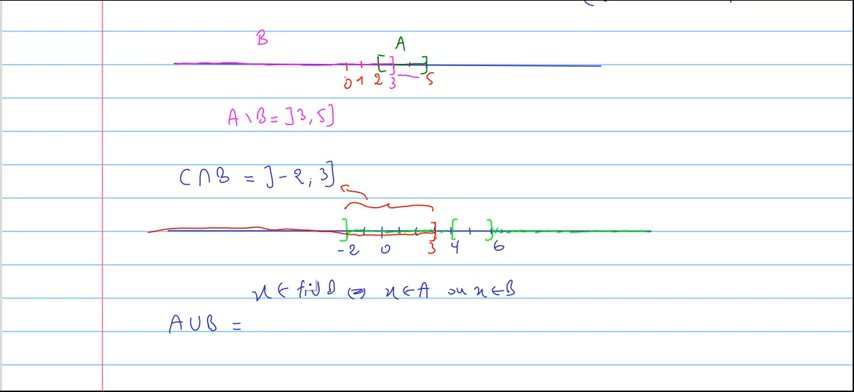 B A
0 1 2 3 5
A \ B = ]3, 5]
C ∩ B = ]-2, 3]
-2 0 3 4 6
x ∈ A ∪ B ⇔ x ∈ A ou x ∈ B
A ∪ B =